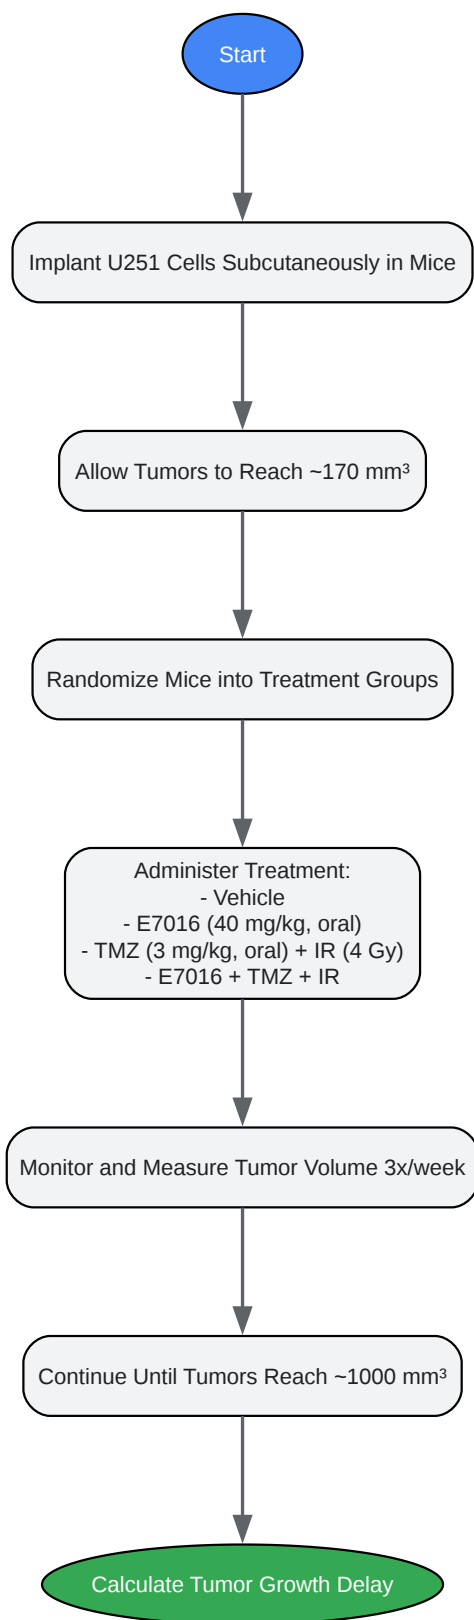 Start
Implant U251 Cells Subcutaneously in Mice
Allow Tumors to Reach ~170 mm³
Randomize Mice into Treatment Groups
Administer Treatment:
- Vehicle
- E7016 (40 mg/kg, oral)
- TMZ (3 mg/kg, oral) + IR (4 Gy)
- E7016 + TMZ + IR
Monitor and Measure Tumor Volume 3x/week
Continue Until Tumors Reach ~1000 mm³
Calculate Tumor Growth Delay